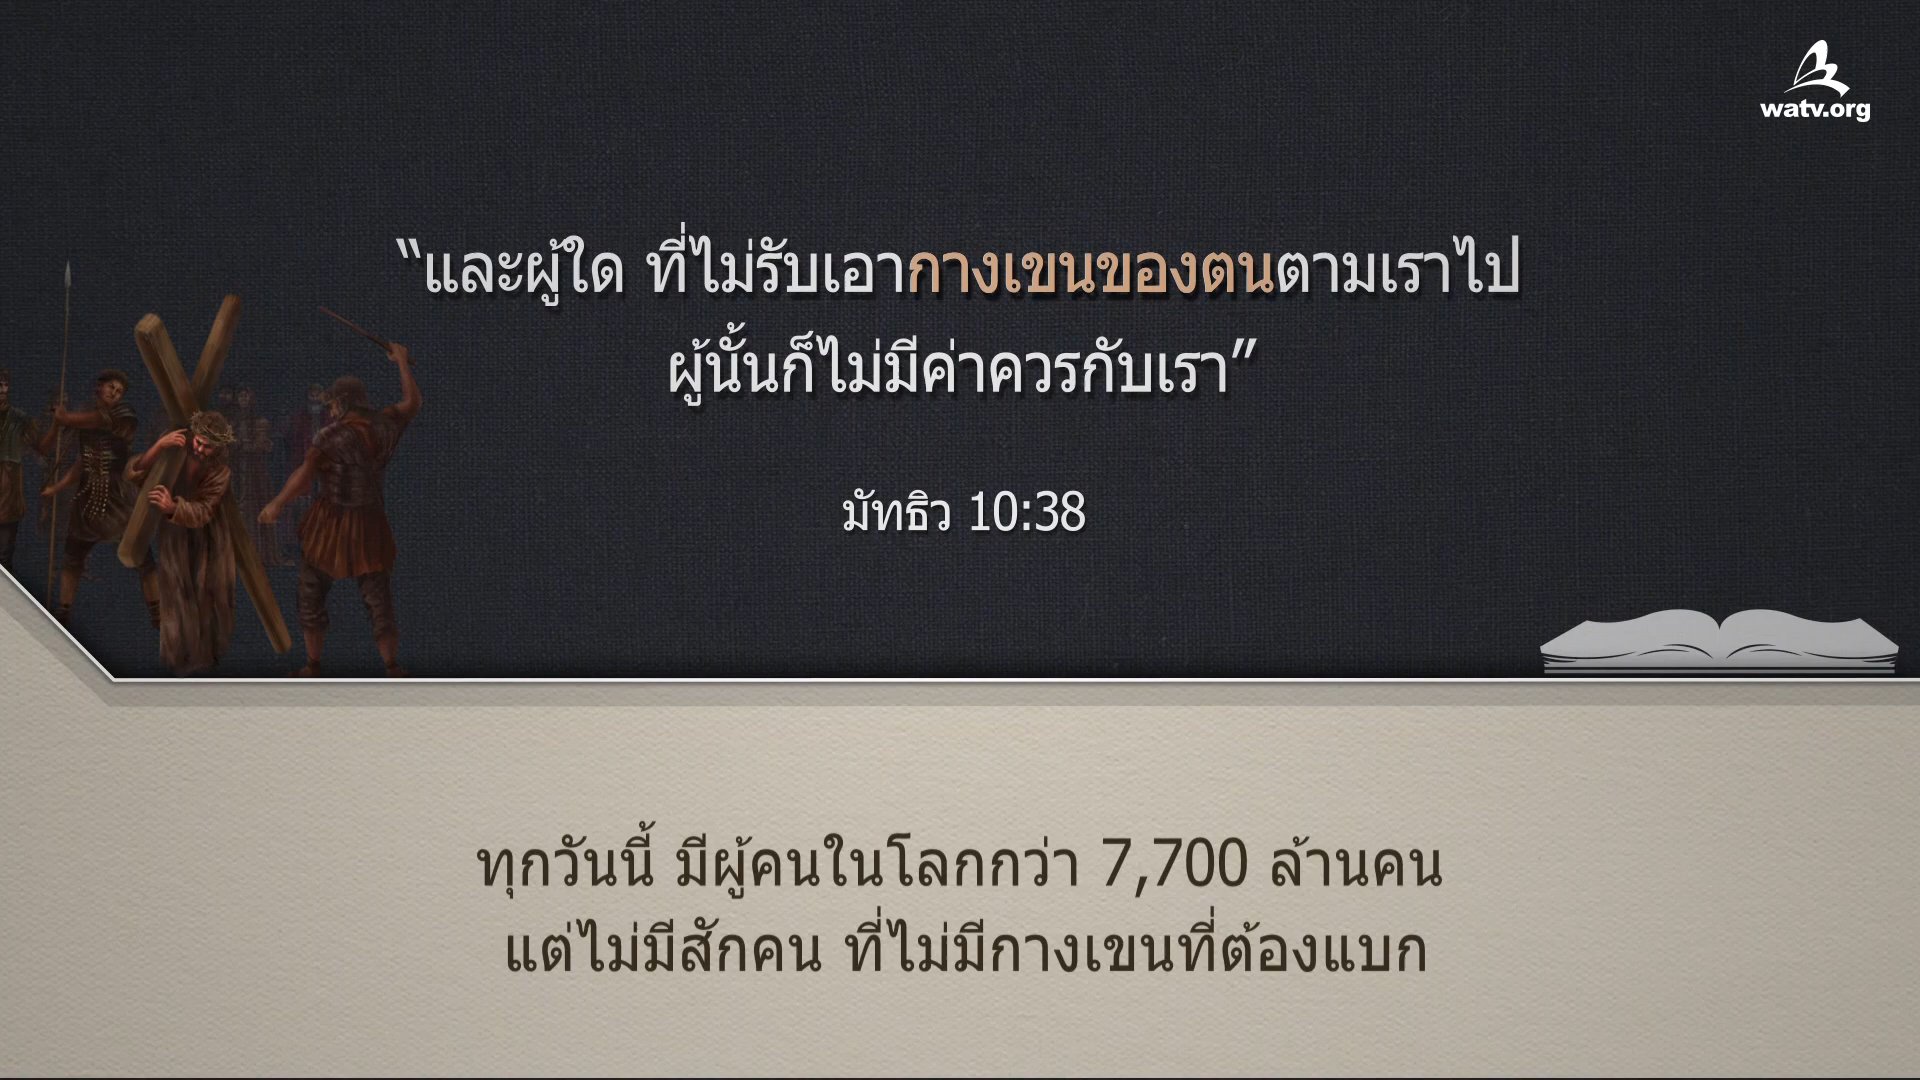 watv.org
“และผู้ใด ที่ไม่รับเอากางเขนของตนตามเราไป
ผู้นั้นก็ไม่มีค่าควรกับเรา”
มัทธิว 10:38
ทุกวันนี้ มีผู้คนในโลกกว่า 7,700 ล้านคน
แต่ไม่มีสักคน ที่ไม่มีกางเขนที่ต้องแบก